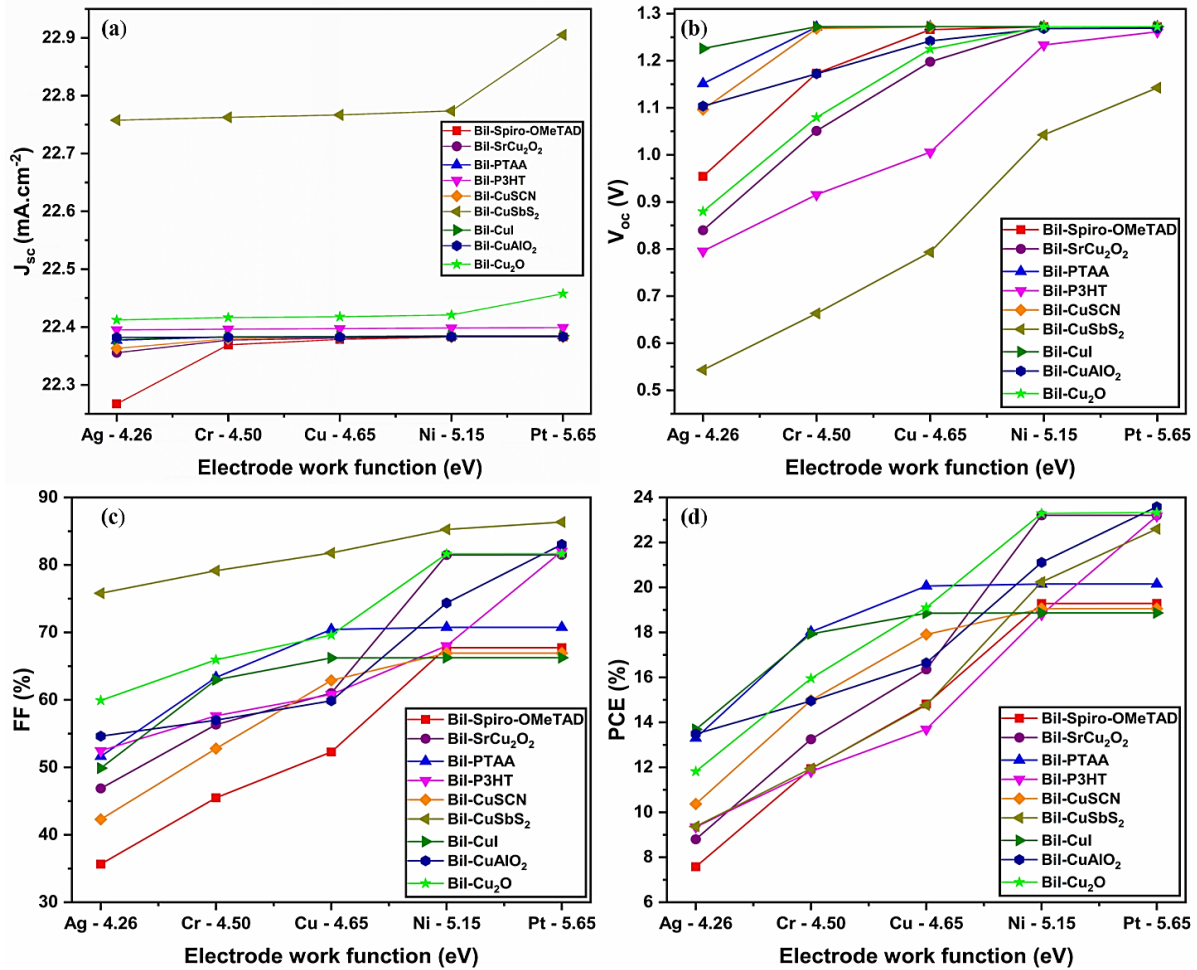 (a)
22.9
22.8
22.7
22.6
22.5
22.4
22.3
J_sc (mA.cm⁻²)
BiI-Spiro-OMeTAD
BiI-SrCu₂O₂
BiI-PTAA
BiI-P3HT
BiI-CuSCN
BiI-CuSbS₂
BiI-CuI
BiI-CuAlO₂
BiI-Cu₂O
Ag - 4.26 Cr - 4.50 Cu - 4.65 Ni - 5.15 Pt - 5.65
Electrode work function (eV)
(b)
1.3
1.2
1.1
1.0
0.9
0.8
0.7
0.6
0.5
V_oc (V)
BiI-Spiro-OMeTAD
BiI-SrCu₂O₂
BiI-PTAA
BiI-P3HT
BiI-CuSCN
BiI-CuSbS₂
BiI-CuI
BiI-CuAlO₂
BiI-Cu₂O
Ag - 4.26 Cr - 4.50 Cu - 4.65 Ni - 5.15 Pt - 5.65
Electrode work function (eV)
(c)
90
80
70
60
50
40
30
FF (%)
BiI-Spiro-OMeTAD
BiI-SrCu₂O₂
BiI-PTAA
BiI-P3HT
BiI-CuSCN
BiI-CuSbS₂
BiI-CuI
BiI-CuAlO₂
BiI-Cu₂O
Ag - 4.26 Cr - 4.50 Cu - 4.65 Ni - 5.15 Pt - 5.65
Electrode work function (eV)
(d)
24
22
20
18
16
14
12
10
8
6
PCE (%)
BiI-Spiro-OMeTAD
BiI-SrCu₂O₂
BiI-PTAA
BiI-P3HT
BiI-CuSCN
BiI-CuSbS₂
BiI-CuI
BiI-CuAlO₂
BiI-Cu₂O
Ag - 4.26 Cr - 4.50 Cu - 4.65 Ni - 5.15 Pt - 5.65
Electrode work function (eV)